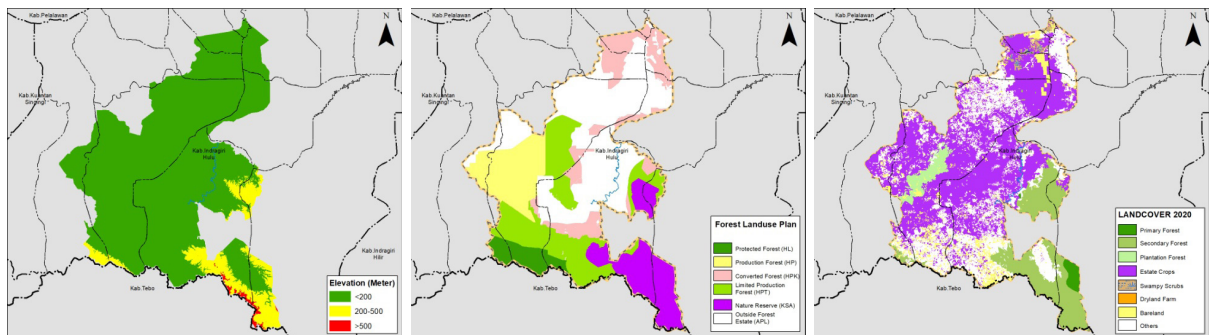 Kab.Pelalawan
N
Kab.Kuantan
Singingi
Kab.Indragiri
Hulu
Kab.Indragiri
Hilir
Kab.Tebo
Elevation (Meter)
<200
200-500
>500
Kab.Pelalawan
N
Kab.Kuantan
Singingi
Kab.Indragiri
Hulu
Kab.Tebo
Forest Landuse Plan
Protected Forest (HL)
Production Forest (HP)
Converted Forest (HPK)
Limited Production
Forest (HPT)
Nature Reserve (KSA)
Outside Forest
Estate (APL)
Kab.Pelalawan
N
Kab.Kuantan
Singingi
Kab.Indragiri
Kab.Tebo
LANDCOVER 2020
Primary Forest
Secondary Forest
Plantation Forest
Estate Crops
Swampy Scrubs
Dryland Farm
Bareland
Others